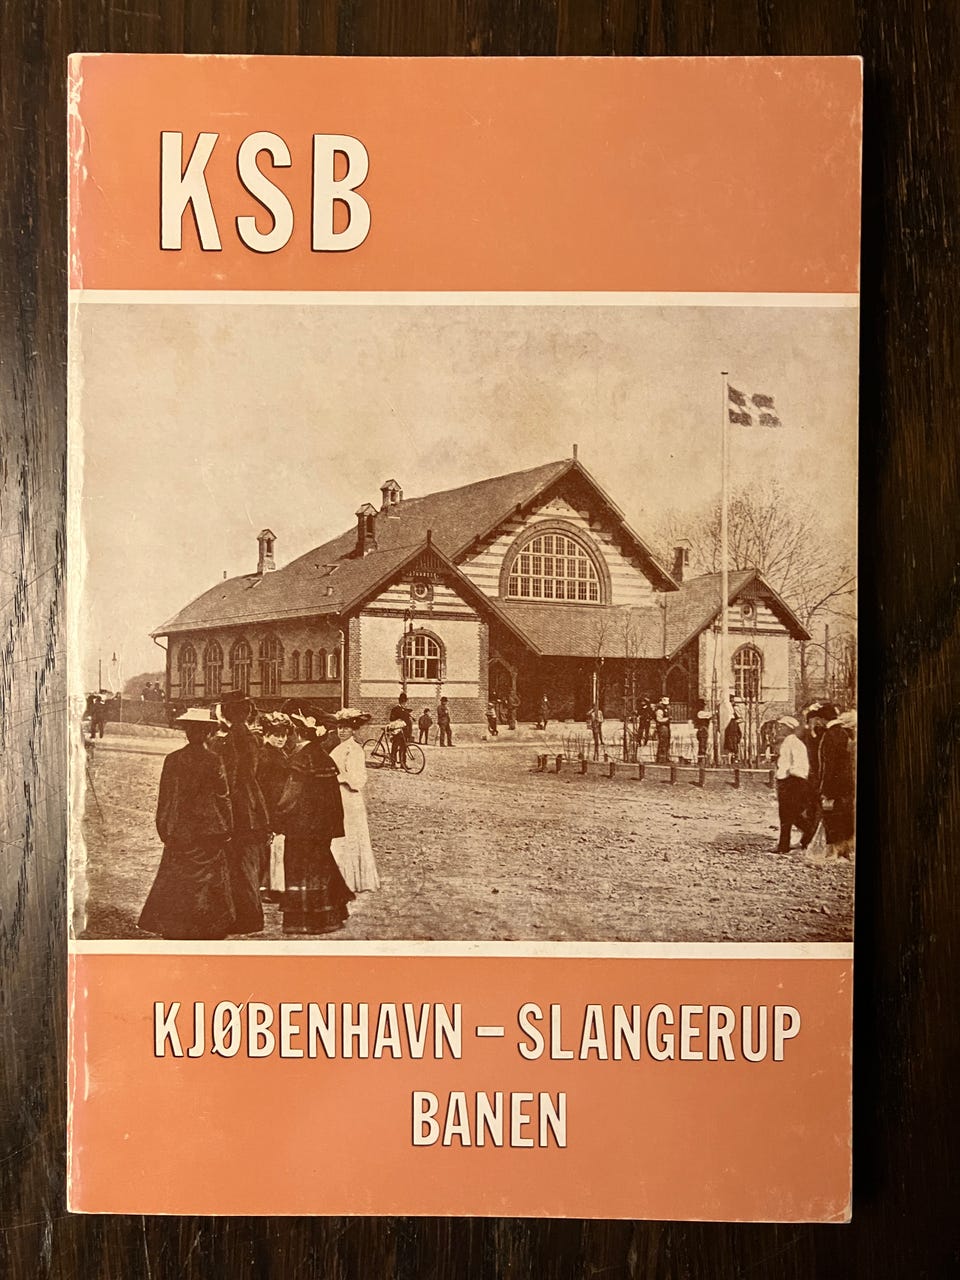 KSB
KJØBENHAVN – SLANGERUP
BANEN